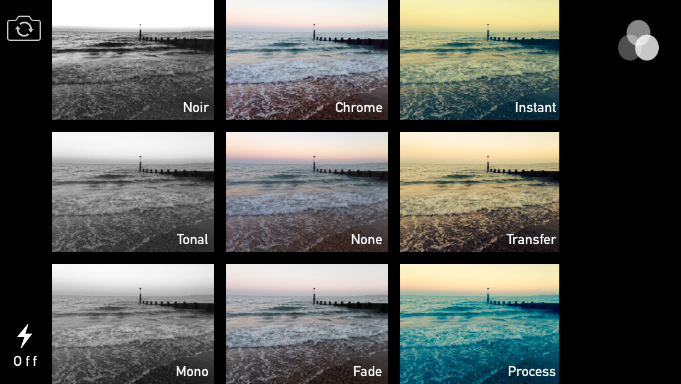 Noir
Chrome
Instant
Tonal
None
Transfer
Mono
Fade
Process
Off